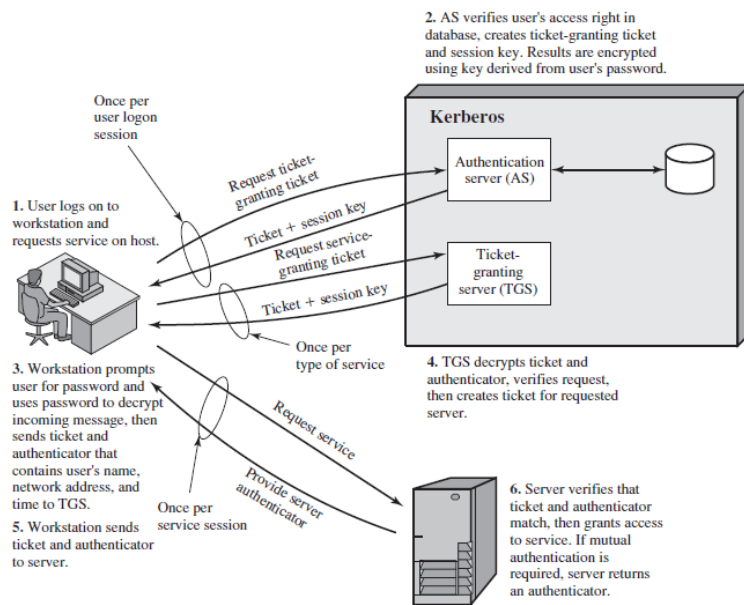 2. AS verifies user's access right in
database, creates ticket-granting ticket
and session key. Results are encrypted
using key derived from user's password.
Once per
user logon
session
Kerberos
Authentication
server (AS)
Request ticket-
granting ticket
1. User logs on to
workstation and
requests service on host.
Ticket + session key
Request service-
granting ticket
Ticket-
granting
server (TGS)
Ticket + session key
Once per
type of service
4. TGS decrypts ticket and
authenticator, verifies request,
then creates ticket for requested
server.
3. Workstation prompts
user for password and
uses password to decrypt
incoming message, then
sends ticket and
authenticator that
contains user's name,
network address, and
time to TGS.
Request service
Provide server
authenticator
Once per
service session
5. Workstation sends
ticket and authenticator
to server.
6. Server verifies that
ticket and authenticator
match, then grants access
to service. If mutual
authentication is
required, server returns
an authenticator.